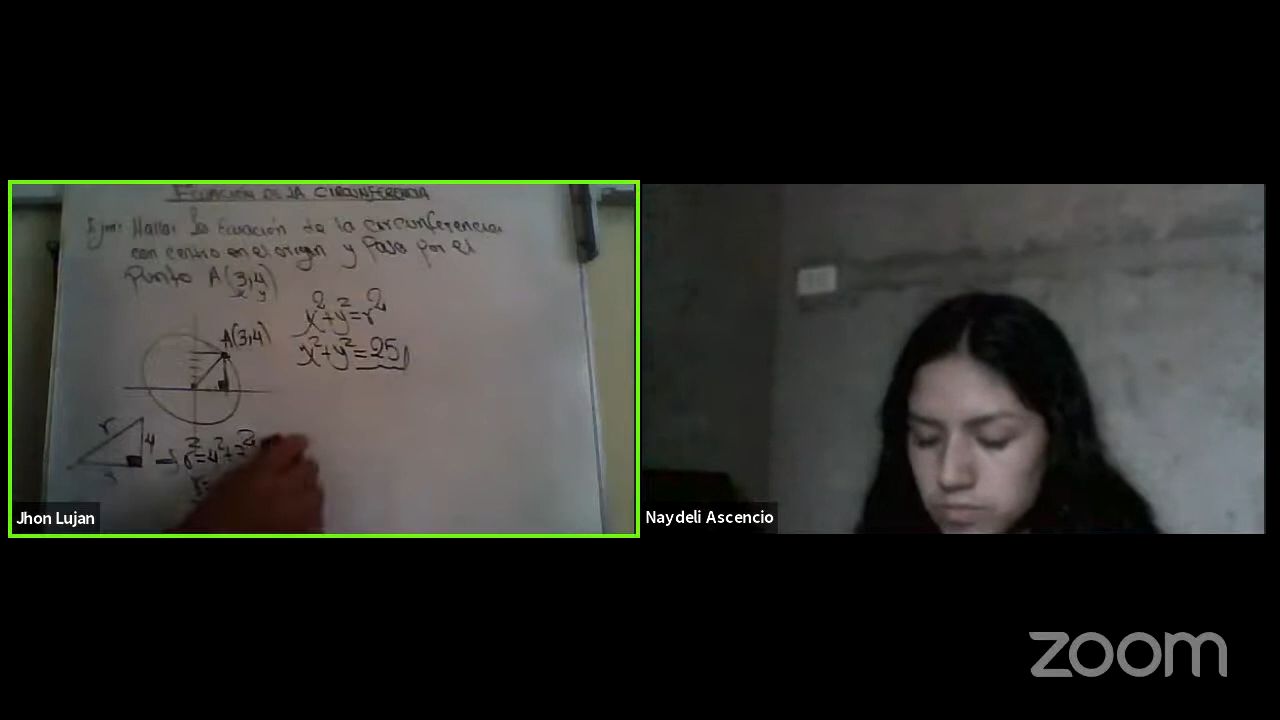 ECUACIÓN DE LA CIRCUNFERENCIA
Ejm: Hallar la Ecuación de la circunferencia
con centro en el origen y Pasa por el
punto A(3,4)
x y
x²+y²=r²
A(3,4)
x²+y²=25
r
4
3
r²=4²+3²
r=
Jhon Lujan
Naydeli Ascencio
zoom